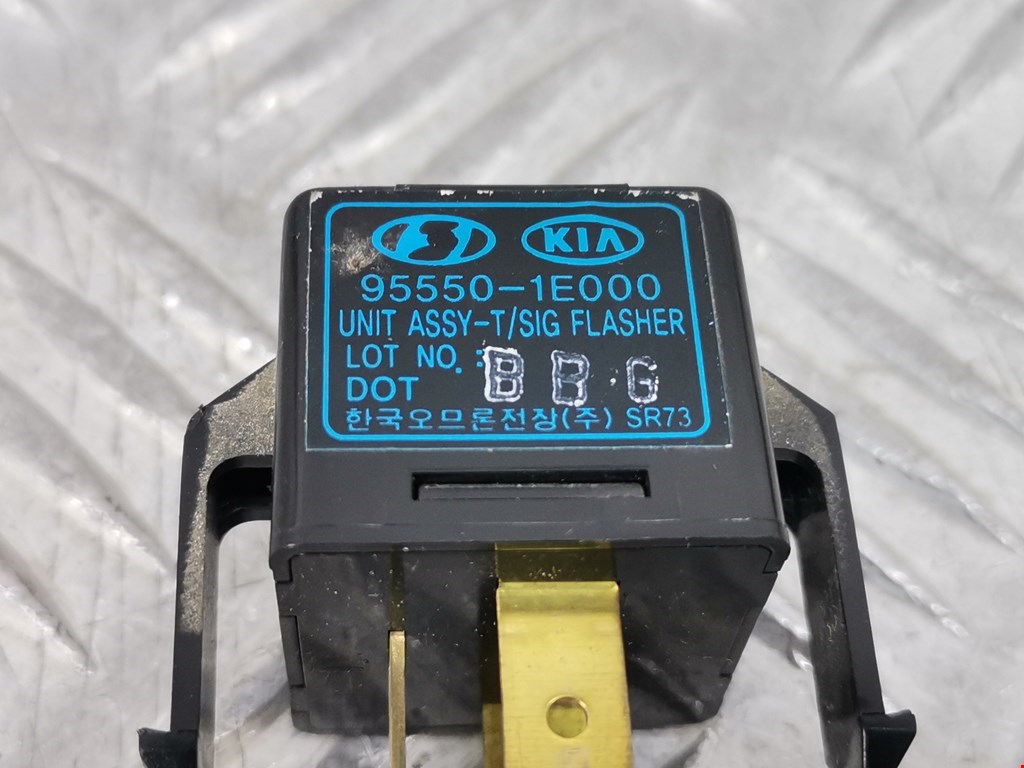 KIA
95550-1E000
UNIT ASSY-T/SIG FLASHER
LOT NO. : B B . G
DOT
한국오므론전장(주) SR73